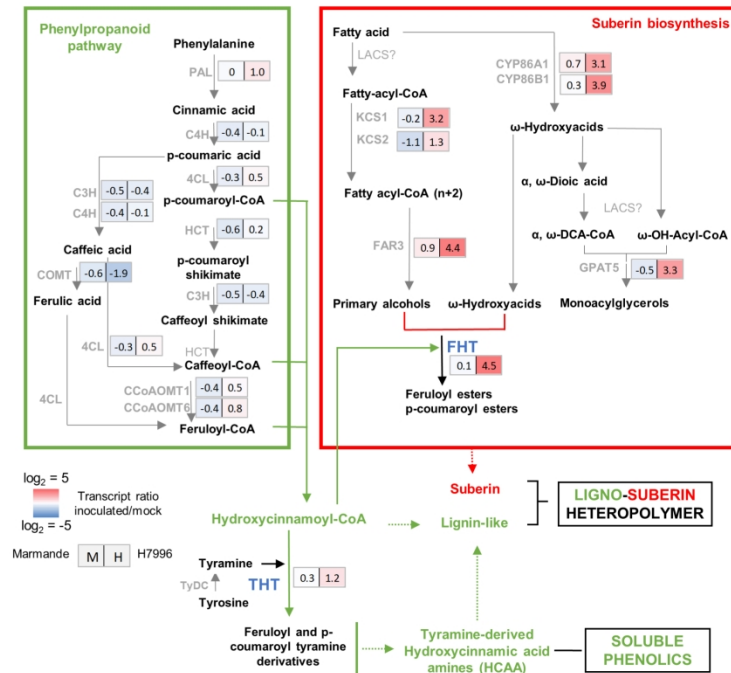 Phenylpropanoid
pathway
Phenylalanine
PAL
0 1.0
Cinnamic acid
C4H
-0.4 -0.1
p-coumaric acid
C3H
-0.5 -0.4
C4H
-0.4 -0.1
4CL
-0.3 0.5
p-coumaroyl-CoA
HCT
-0.6 0.2
Caffeic acid
p-coumaroyl
shikimate
COMT
-0.6 -1.9
Ferulic acid
C3H
-0.5 -0.4
Caffeoyl shikimate
4CL
-0.3 0.5
HCT
Caffeoyl-CoA
4CL
CCoAOMT1
-0.4 0.5
CCoAOMT6
-0.4 0.8
Feruloyl-CoA
Suberin biosynthesis
Fatty acid
LACS?
CYP86A1
0.7 3.1
CYP86B1
0.3 3.9
Fatty-acyl-CoA
KCS1
-0.2 3.2
KCS2
-1.1 1.3
ω-Hydroxyacids
Fatty acyl-CoA (n+2)
α, ω-Dioic acid
LACS?
FAR3
0.9 4.4
α, ω-DCA-CoA
ω-OH-Acyl-CoA
GPAT5
-0.5 3.3
Primary alcohols
ω-Hydroxyacids
Monoacylglycerols
FHT
0.1 4.5
Feruloyl esters
p-coumaroyl esters
log2 = 5
Transcript ratio
inoculated/mock
log2 = -5
Marmande
M H
H7996
Suberin
Hydroxycinnamoyl-CoA
Lignin-like
LIGNO-SUBERIN
HETEROPOLYMER
Tyramine
TyDC
THT
0.3 1.2
Tyrosine
Feruloyl and p-
coumaroyl tyramine
derivatives
Tyramine-derived
Hydroxycinnamic acid
amines (HCAA)
SOLUBLE
PHENOLICS